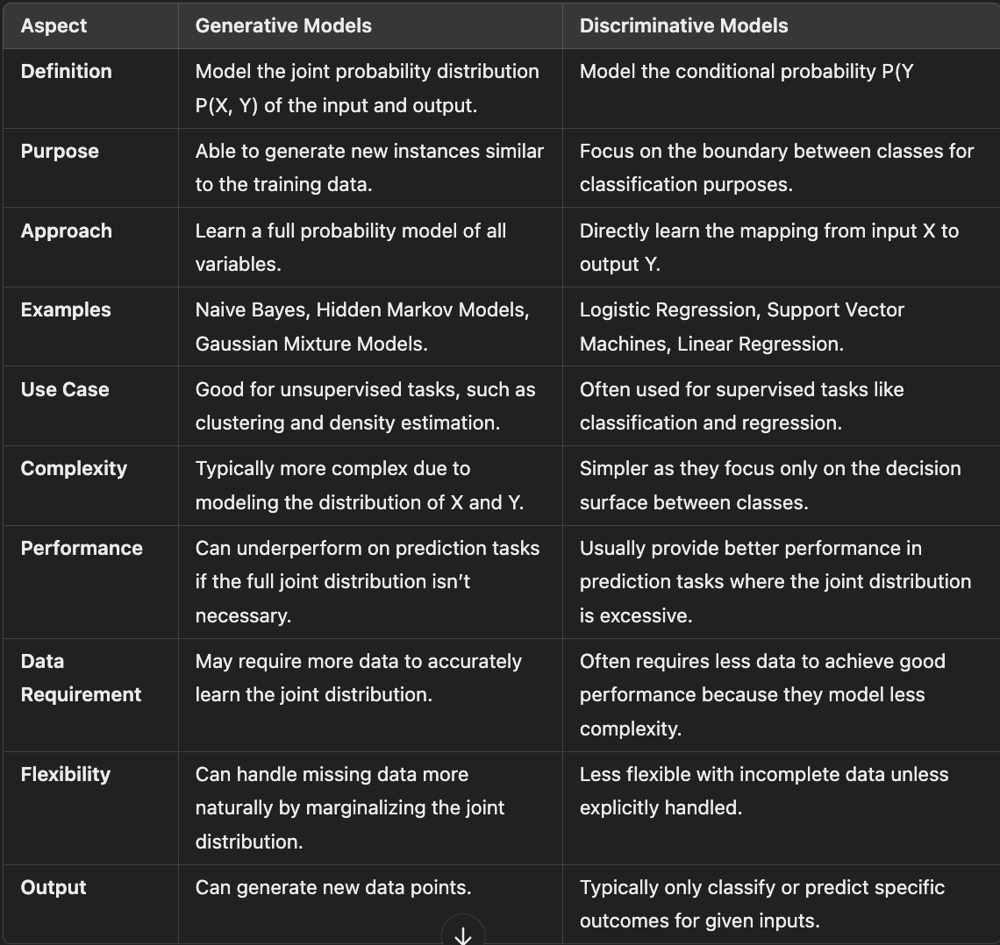 Aspect
Generative Models
Discriminative Models
Definition
Model the joint probability distribution
P(X, Y) of the input and output.
Model the conditional probability P(Y
Purpose
Able to generate new instances similar
to the training data.
Focus on the boundary between classes for
classification purposes.
Approach
Learn a full probability model of all
variables.
Directly learn the mapping from input X to
output Y.
Examples
Naive Bayes, Hidden Markov Models,
Gaussian Mixture Models.
Logistic Regression, Support Vector
Machines, Linear Regression.
Use Case
Good for unsupervised tasks, such as
clustering and density estimation.
Often used for supervised tasks like
classification and regression.
Complexity
Typically more complex due to
modeling the distribution of X and Y.
Simpler as they focus only on the decision
surface between classes.
Performance
Can underperform on prediction tasks
if the full joint distribution isn’t
necessary.
Usually provide better performance in
prediction tasks where the joint distribution
is excessive.
Data
Requirement
May require more data to accurately
learn the joint distribution.
Often requires less data to achieve good
performance because they model less
complexity.
Flexibility
Can handle missing data more
naturally by marginalizing the joint
distribution.
Less flexible with incomplete data unless
explicitly handled.
Output
Can generate new data points.
Typically only classify or predict specific
outcomes for given inputs.